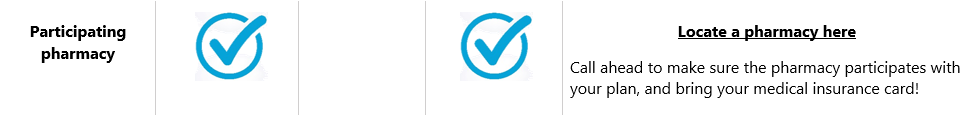 Participating
pharmacy
Locate a pharmacy here
Call ahead to make sure the pharmacy participates with
your plan, and bring your medical insurance card!